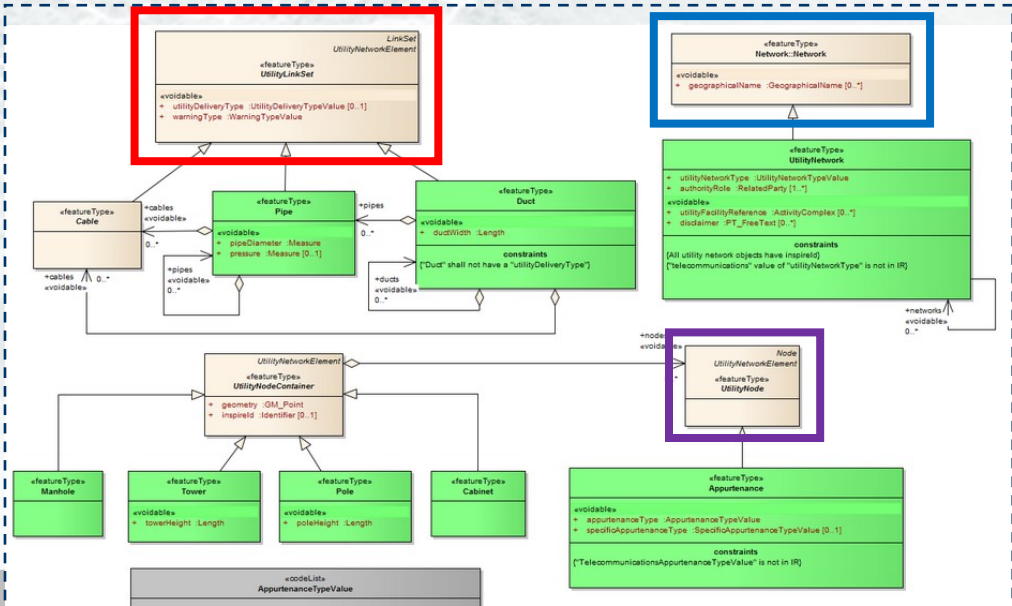 LinkSet
UtilityNetworkElement
«featureType»
UtilityLinkSet
«voidable»
+ utilityDeliveryType :UtilityDeliveryTypeValue [0..1]
+ warningType :WarningTypeValue
«featureType»
Network::Network
«voidable»
+ geographicalName :GeographicalName [0..*]
«featureType»
UtilityNetwork
+ utilityNetworkType :UtilityNetworkTypeValue
+ authorityRole :RelatedParty [1..*]
«voidable»
+ utilityFacilityReference :ActivityComplex [0..*]
+ disclaimer :PT_FreeText [0..*]
constraints
{All utility network objects have inspireId}
{"telecommunications" value of "utilityNetworkType" is not in IR}
+networks
«voidable»
0..*
«featureType»
Cable
+cables
«voidable»
0..*
«featureType»
Pipe
«voidable»
+ pipeDiameter :Measure
+ pressure :Measure [0..1]
+pipes
0..*
«featureType»
Duct
«voidable»
+ ductWidth :Length
constraints
{"Duct" shall not have a "utilityDeliveryType"}
+cables
«voidable»
0..*
+pipes
«voidable»
0..*
+ducts
«voidable»
0..*
UtilityNetworkElement
«featureType»
UtilityNodeContainer
+ geometry :GM_Point
+ inspireId :Identifier [0..1]
Node
UtilityNetworkElement
«featureType»
UtilityNode
«featureType»
Manhole
«featureType»
Tower
«voidable»
+ towerHeight :Length
«featureType»
Pole
«voidable»
+ poleHeight :Length
«featureType»
Cabinet
«featureType»
Appurtenance
«voidable»
+ appurtenanceType :AppurtenanceTypeValue
+ specificAppurtenanceType :SpecificAppurtenanceTypeValue [0..1]
constraints
{"TelecommunicationsAppurtenanceTypeValue" is not in IR}
«codeList»
AppurtenanceTypeValue